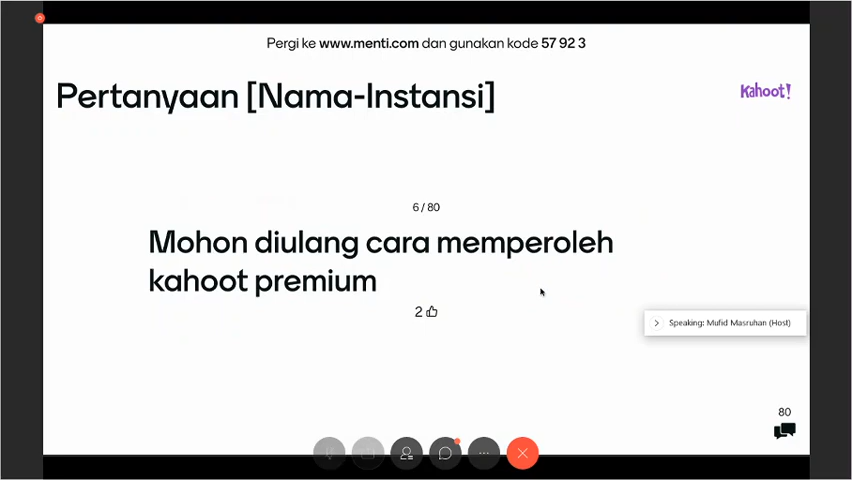 Pergi ke www.menti.com dan gunakan kode 57 92 3
Pertanyaan [Nama-Instansi]
Kahoot!
6 / 80
Mohon diulang cara memperoleh
kahoot premium
2
Speaking: Mufid Masruhan (Host)
80